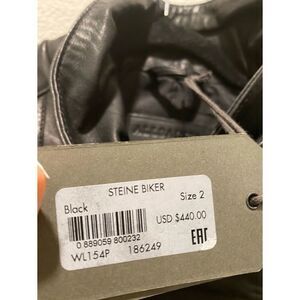 STEINE BIKER
Black
Size 2
USD $440.00
0 889059 800232
WL154P 186249
EAC